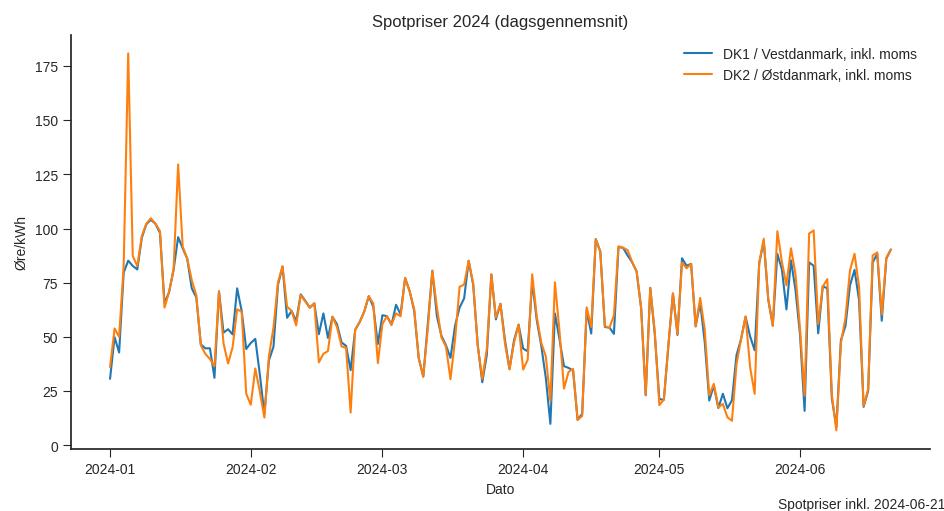 Spotpriser 2024 (dagsgennemsnit)
DK1 / Vestdanmark, inkl. moms
DK2 / Østdanmark, inkl. moms
Øre/kWh
175
150
125
100
75
50
25
0
2024-01 2024-02 2024-03 2024-04 2024-05 2024-06
Dato
Spotpriser inkl. 2024-06-21